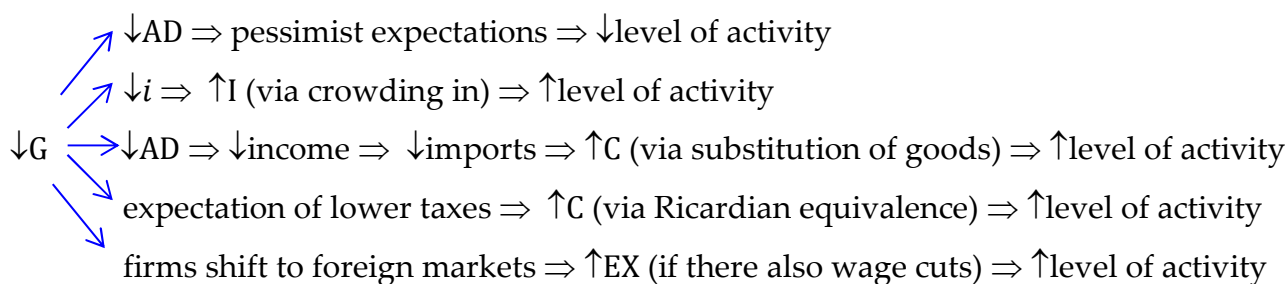 ↓AD ⇒ pessimist expectations ⇒ ↓level of activity
↓i ⇒ ↑I (via crowding in) ⇒ ↑level of activity
↓G ↓AD ⇒ ↓income ⇒ ↓imports ⇒ ↑C (via substitution of goods) ⇒ ↑level of activity
expectation of lower taxes ⇒ ↑C (via Ricardian equivalence) ⇒ ↑level of activity
firms shift to foreign markets ⇒ ↑EX (if there also wage cuts) ⇒ ↑level of activity